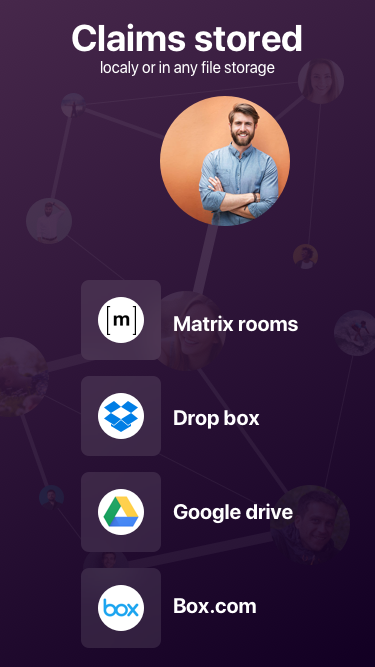 Claims stored
localy or in any file storage
[m]
Matrix rooms
Drop box
Google drive
box
Box.com